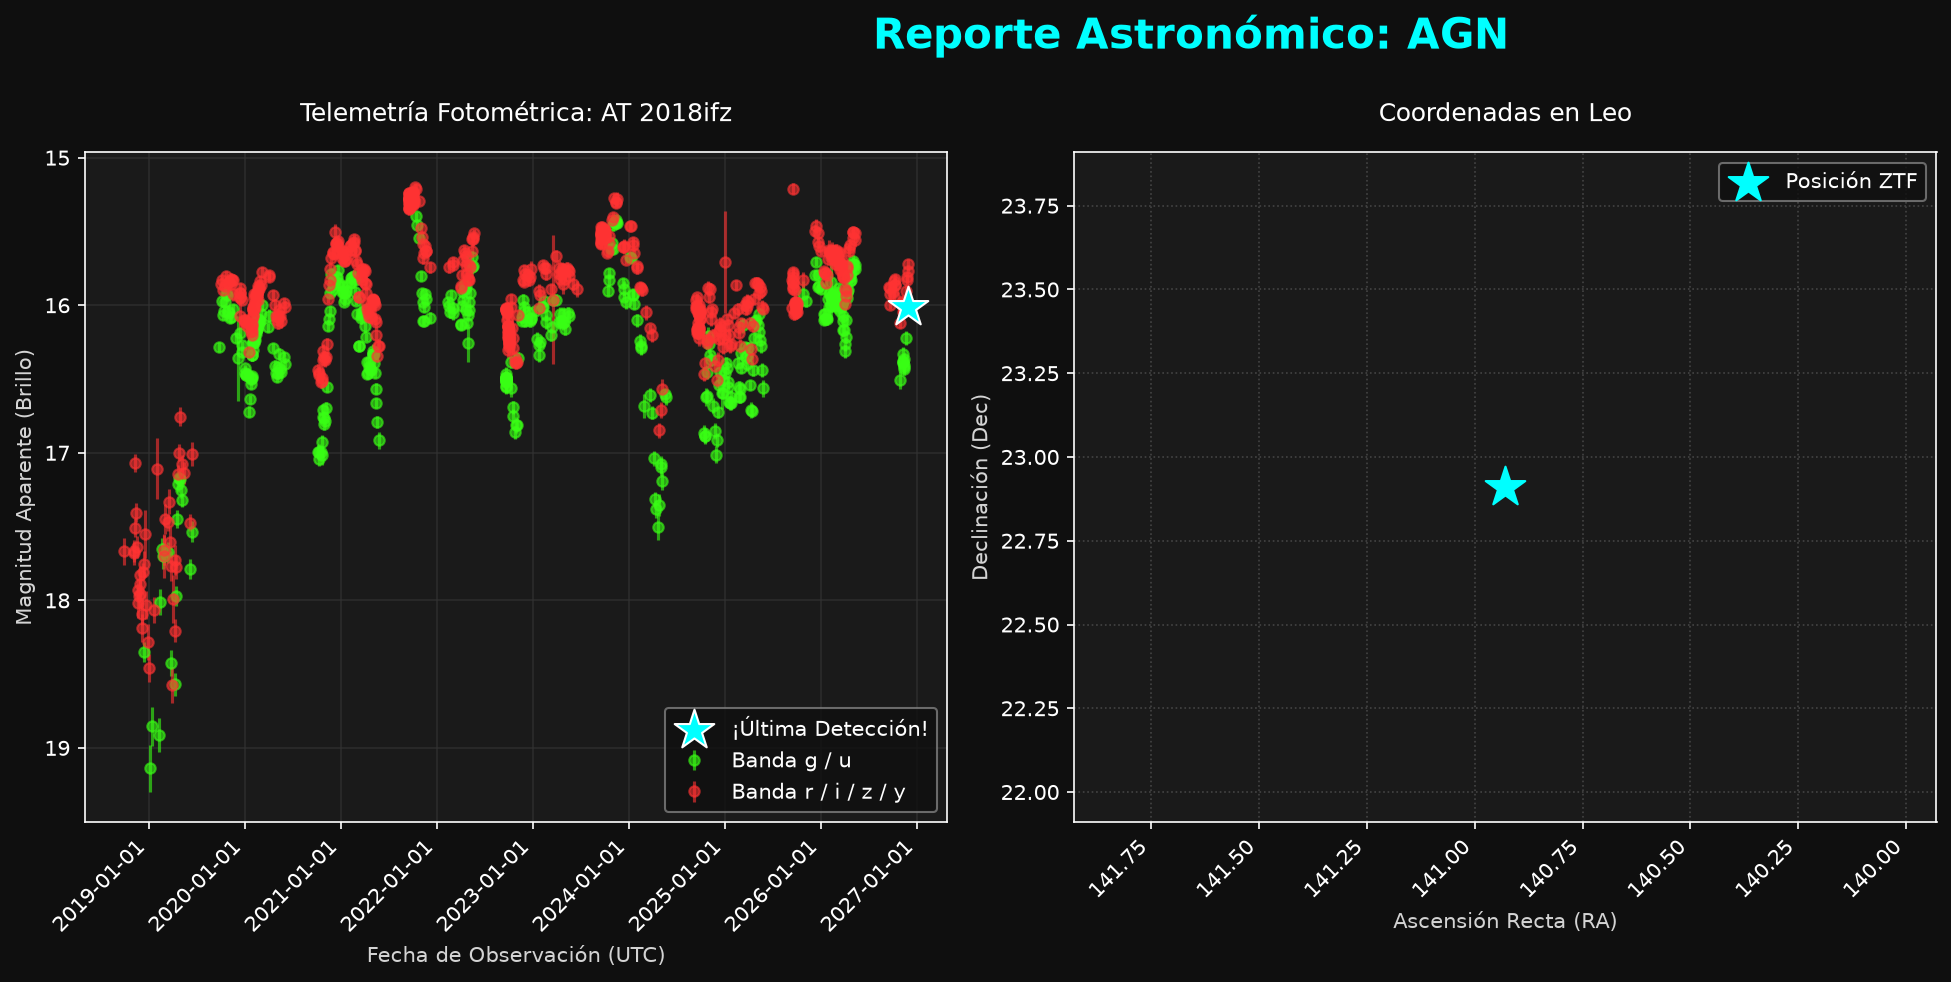 Reporte Astronómico: AGN
Telemetría Fotométrica: AT 2018ifz
Magnitud Aparente (Brillo)
15
16
17
18
19
¡Última Detección!
Banda g / u
Banda r / i / z / y
2019-01-01
2020-01-01
2021-01-01
2022-01-01
2023-01-01
2024-01-01
2025-01-01
2026-01-01
2027-01-01
Fecha de Observación (UTC)
Coordenadas en Leo
Posición ZTF
Declinación (Dec)
23.75
23.50
23.25
23.00
22.75
22.50
22.25
22.00
141.75
141.50
141.25
141.00
140.75
140.50
140.25
140.00
Ascensión Recta (RA)